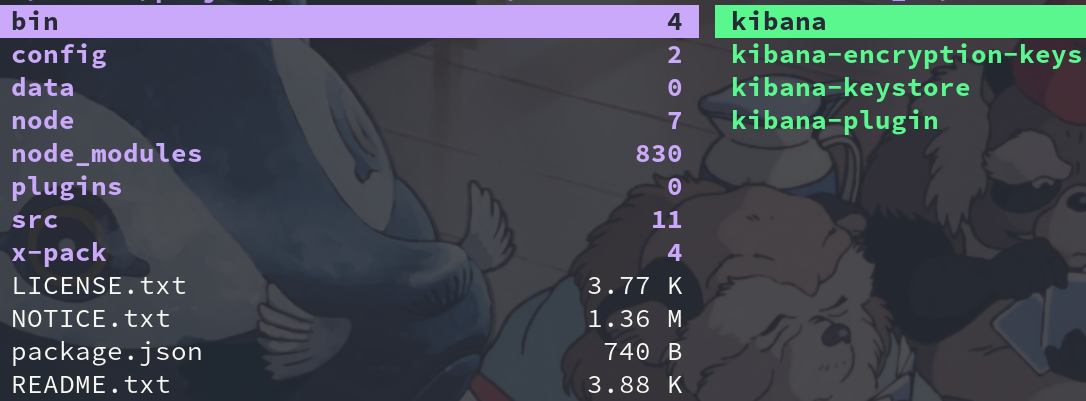 bin 4 kibana
config 2 kibana-encryption-keys
data 0 kibana-keystore
node 7 kibana-plugin
node_modules 830
plugins 0
src 11
x-pack 4
LICENSE.txt 3.77 K
NOTICE.txt 1.36 M
package.json 740 B
README.txt 3.88 K